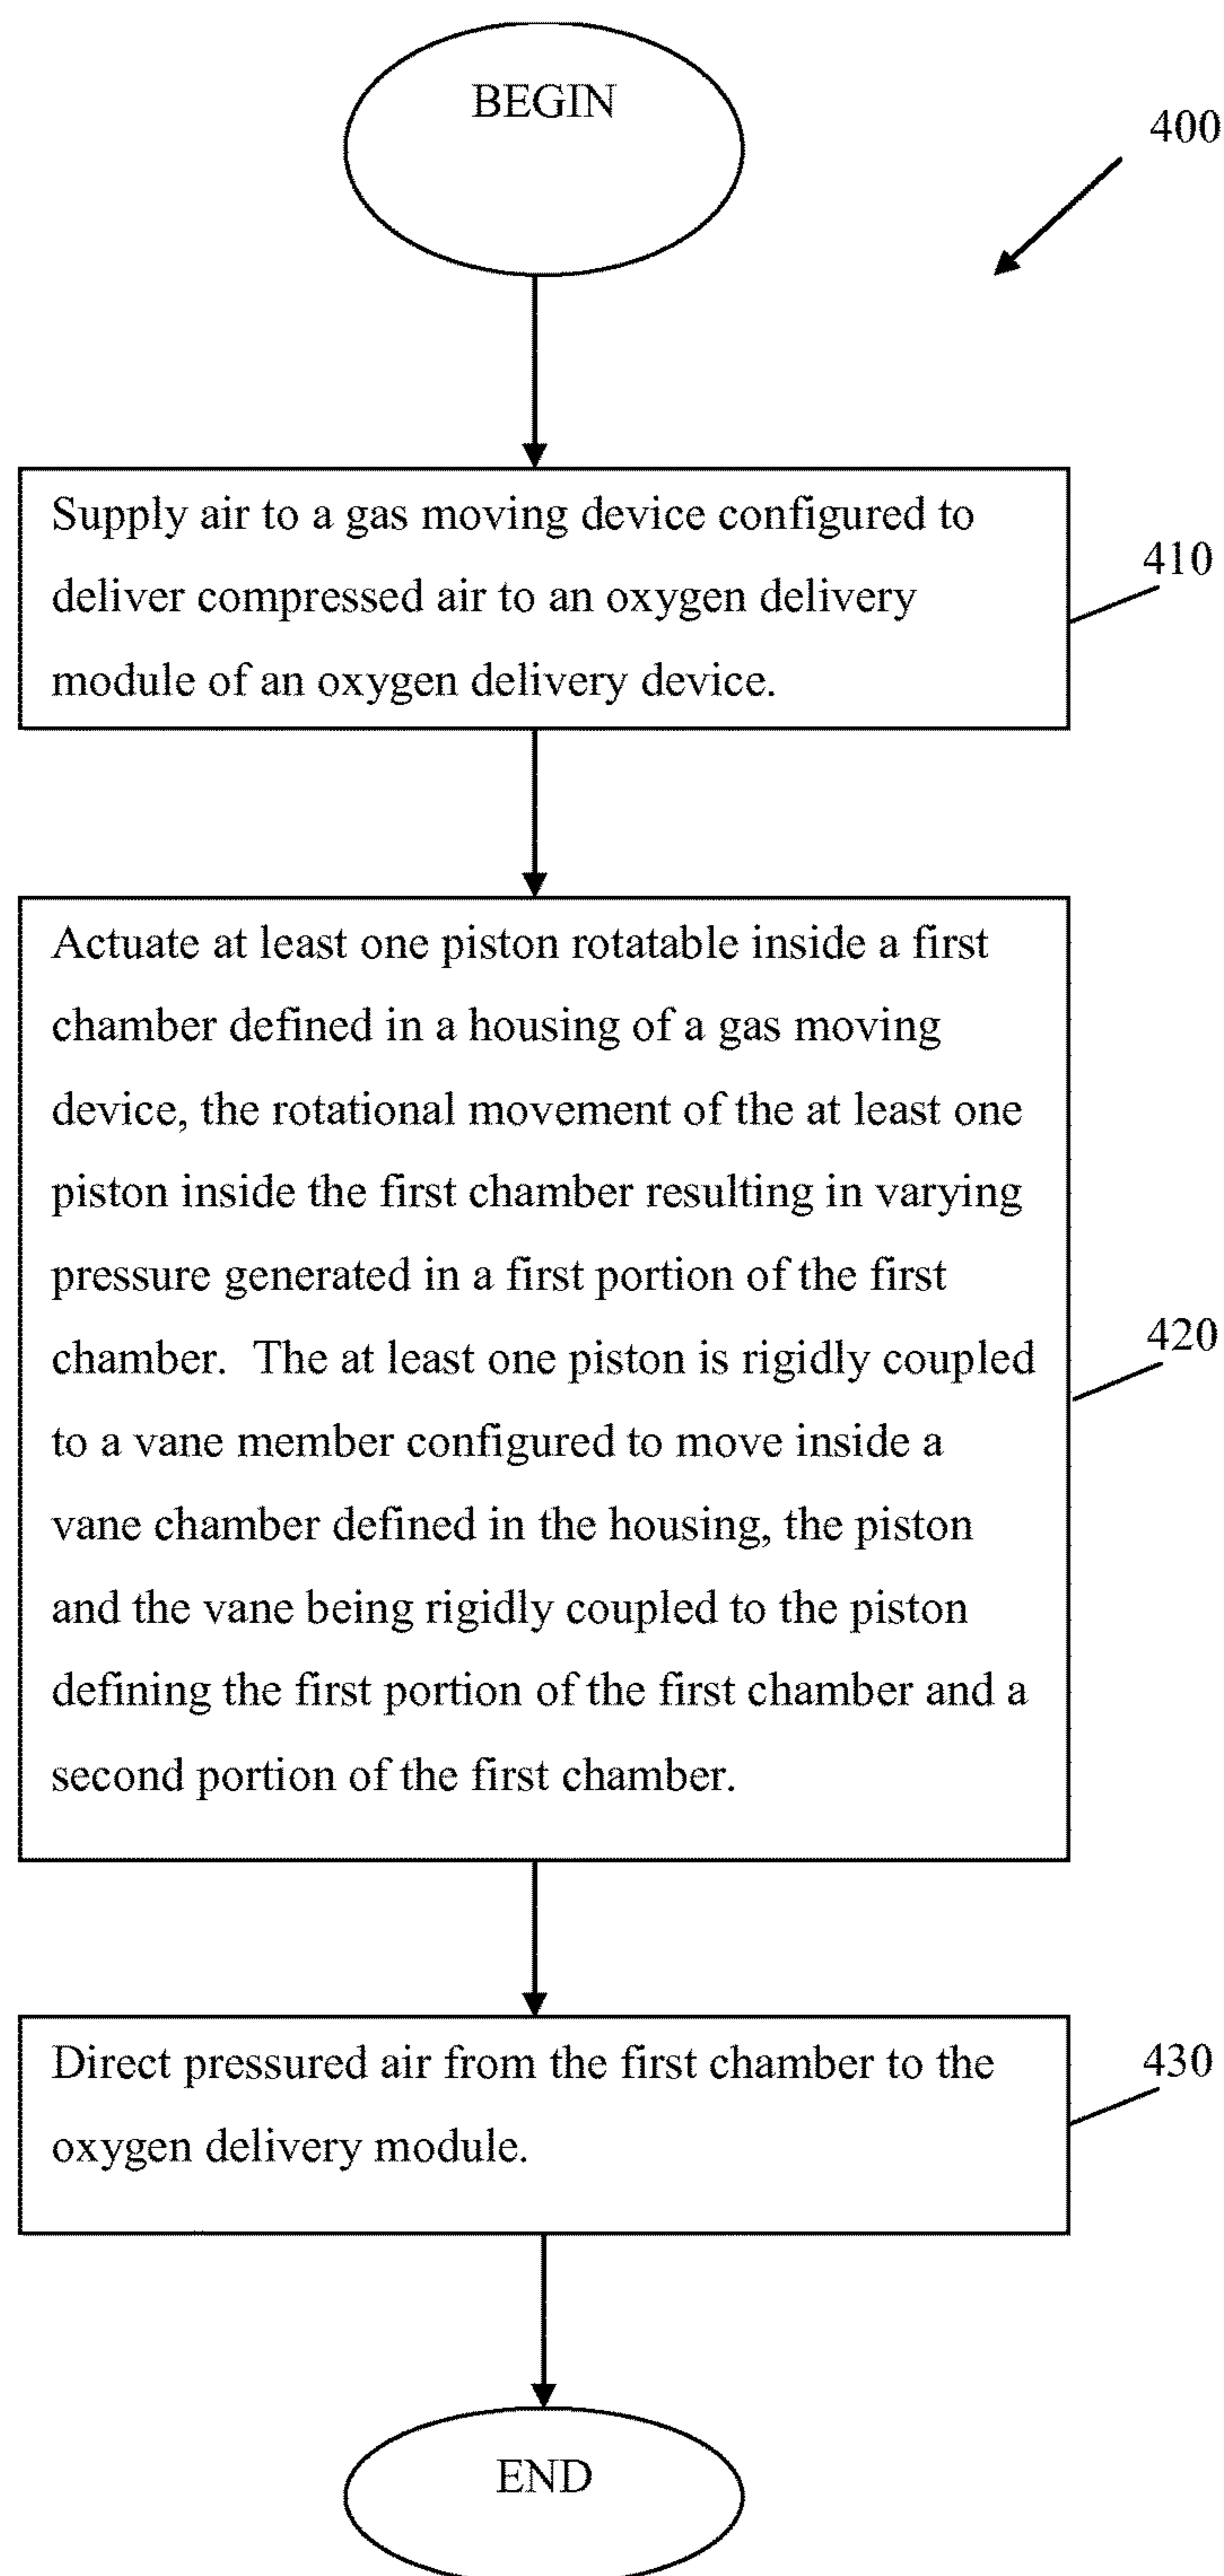 BEGIN
400
Supply air to a gas moving device configured to
deliver compressed air to an oxygen delivery
module of an oxygen delivery device.
410
Actuate at least one piston rotatable inside a first
chamber defined in a housing of a gas moving
device, the rotational movement of the at least one
piston inside the first chamber resulting in varying
pressure generated in a first portion of the first
chamber.  The at least one piston is rigidly coupled
to a vane member configured to move inside a
vane chamber defined in the housing, the piston
and the vane being rigidly coupled to the piston
defining the first portion of the first chamber and a
second portion of the first chamber.
420
Direct pressured air from the first chamber to the
oxygen delivery module.
430
END